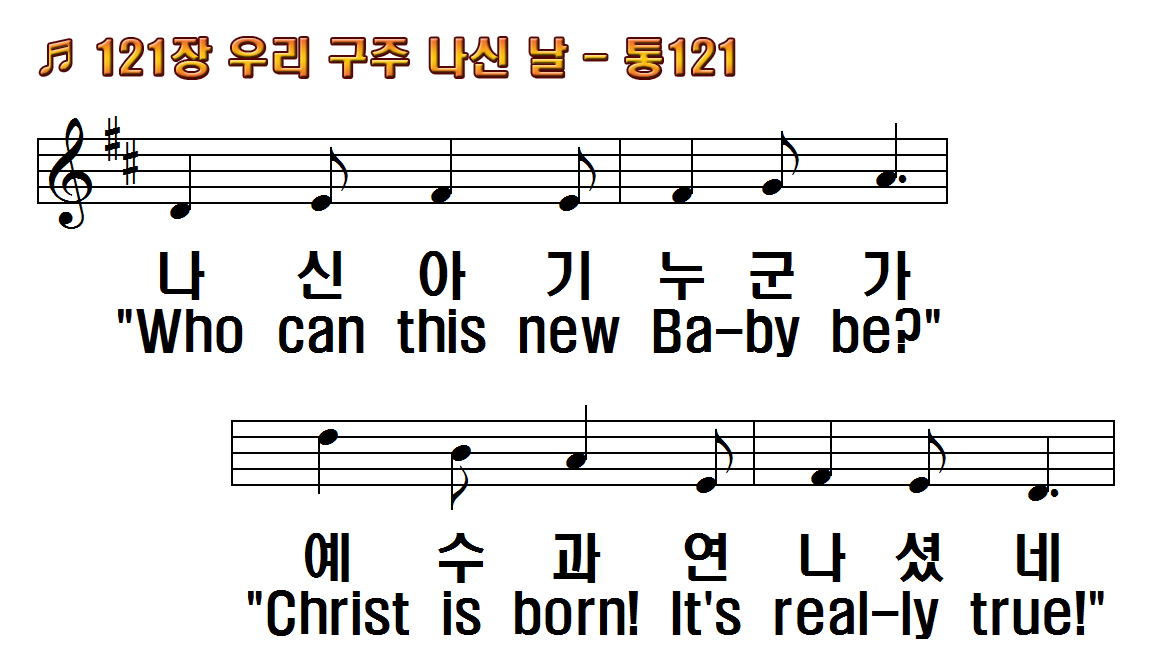 ♬ 121장 우리 구주 나신 날 - 통121
나 신 아 기 누 군 가
"Who can this new Ba-by be?"
예 수 과 연 나 셨 네
"Christ is born! It's real-ly true!"